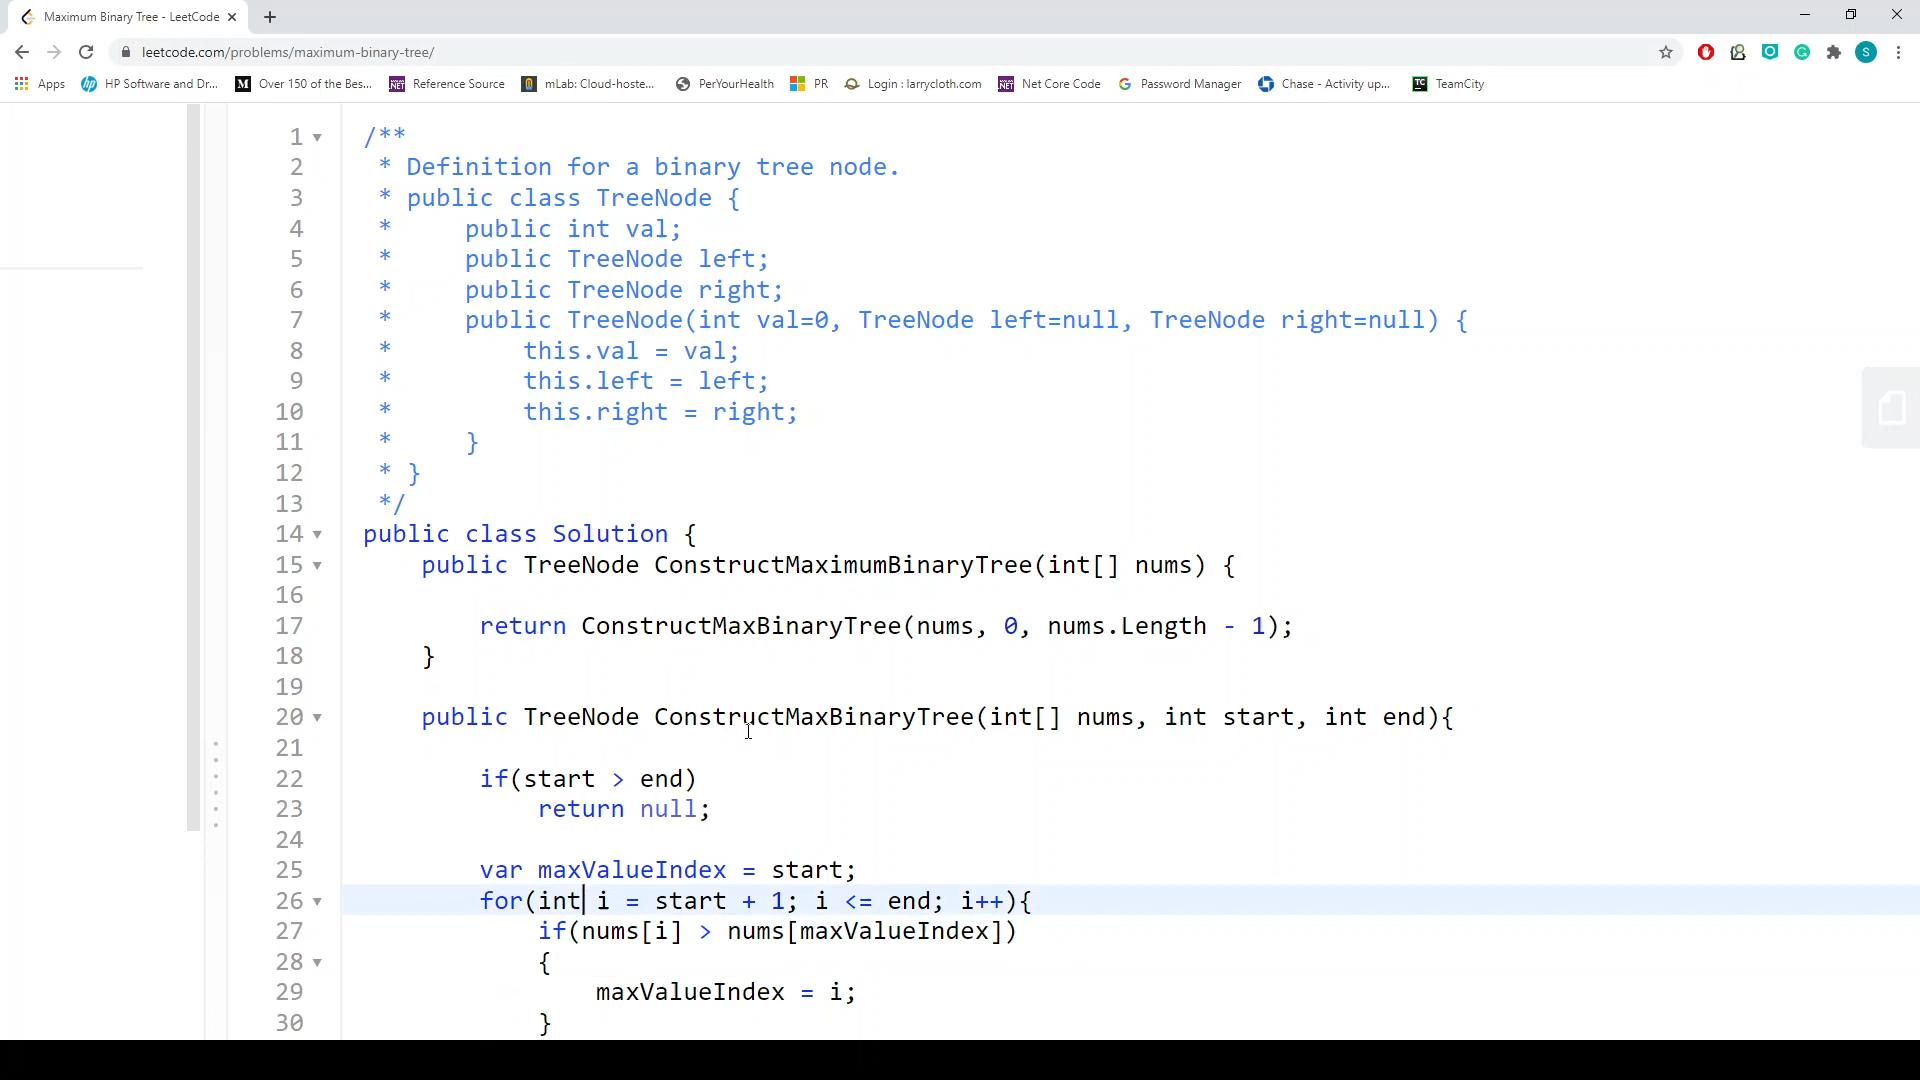 Maximum Binary Tree - LeetCode
leetcode.com/problems/maximum-binary-tree/
S
Apps
hp HP Software and Dr...
M Over 150 of the Bes...
.NET Reference Source
mLab: Cloud-hoste...
PerYourHealth
PR
Login : larrycloth.com
.NET Net Core Code
G Password Manager
Chase - Activity up...
TC TeamCity
1 /**
2  * Definition for a binary tree node.
3  * public class TreeNode {
4  *     public int val;
5  *     public TreeNode left;
6  *     public TreeNode right;
7  *     public TreeNode(int val=0, TreeNode left=null, TreeNode right=null) {
8  *         this.val = val;
9  *         this.left = left;
10  *         this.right = right;
11  *     }
12  * }
13  */
14 public class Solution {
15     public TreeNode ConstructMaximumBinaryTree(int[] nums) {
16
17         return ConstructMaxBinaryTree(nums, 0, nums.Length - 1);
18     }
19
20     public TreeNode ConstructMaxBinaryTree(int[] nums, int start, int end){
21
22         if(start > end)
23             return null;
24
25         var maxValueIndex = start;
26         for(int i = start + 1; i <= end; i++){
27             if(nums[i] > nums[maxValueIndex])
28             {
29                 maxValueIndex = i;
30             }